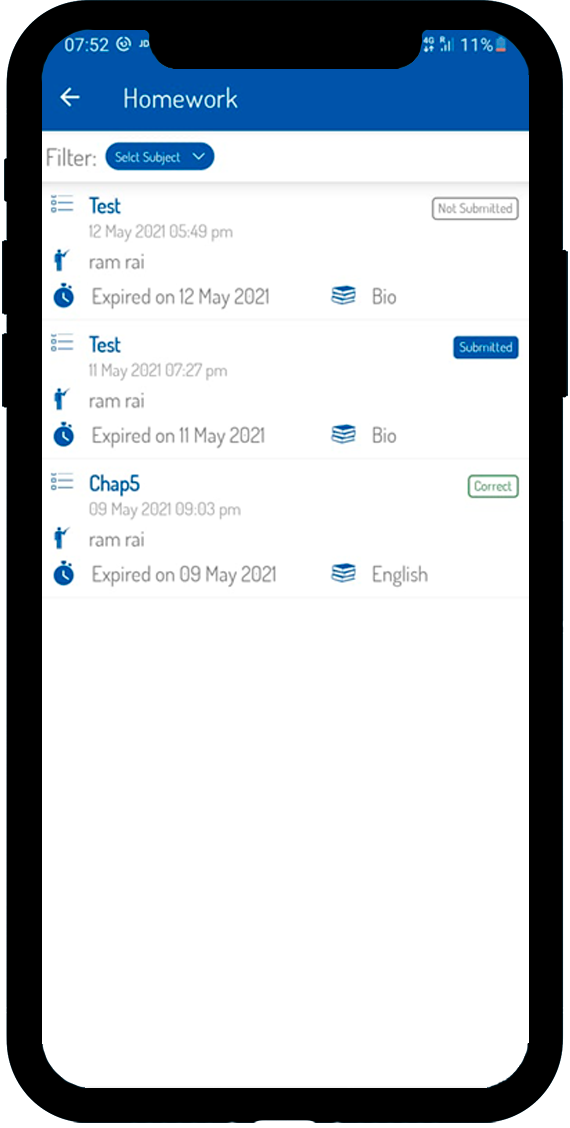 07:52 JD 4G R 11%
Homework
Filter: Selct Subject
Test Not Submitted
12 May 2021 05:49 pm
ram rai
Expired on 12 May 2021 Bio
Test Submitted
11 May 2021 07:27 pm
ram rai
Expired on 11 May 2021 Bio
Chap5 Correct
09 May 2021 09:03 pm
ram rai
Expired on 09 May 2021 English